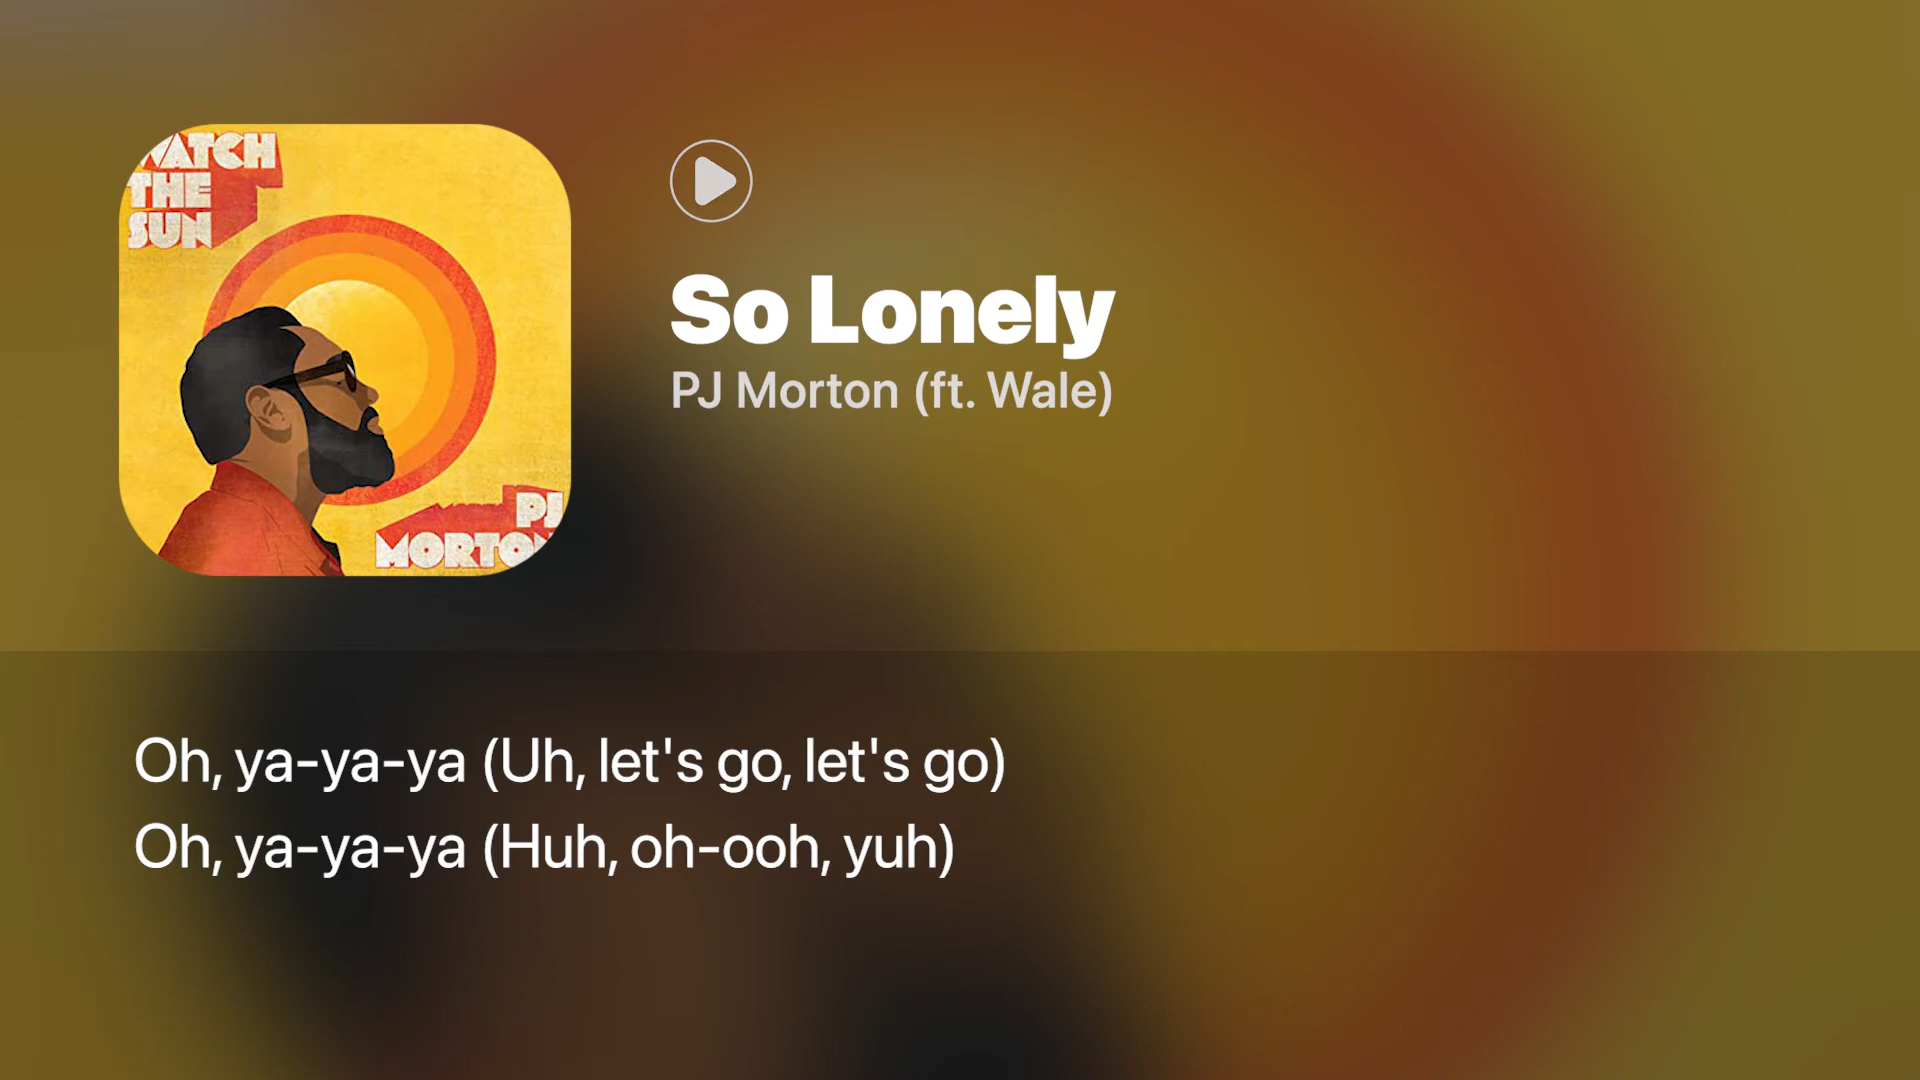 WATCH
THE
SUN
PJ
MORTON
So Lonely
PJ Morton (ft. Wale)
Oh, ya-ya-ya (Uh, let's go, let's go)
Oh, ya-ya-ya (Huh, oh-ooh, yuh)